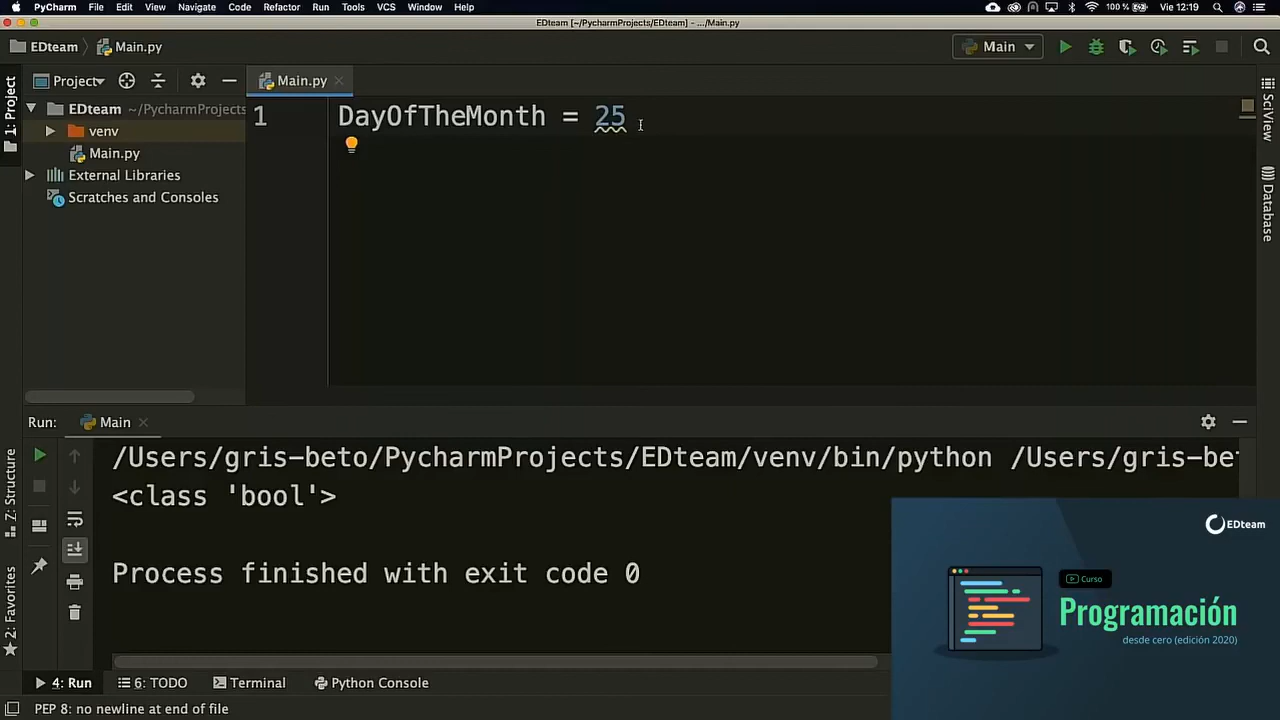 PyCharm File Edit View Navigate Code Refactor Run Tools VCS Window Help 100 % Vie 12:19
EDteam [~/PycharmProjects/EDteam] - .../Main.py
EDteam Main.py Main
1: Project
Project
Main.py
EDteam ~/PycharmProjects
venv
Main.py
External Libraries
Scratches and Consoles
1 DayOfTheMonth = 25
SciView
Database
Run: Main
/Users/gris-beto/PycharmProjects/EDteam/venv/bin/python /Users/gris-bet
<class 'bool'>
Process finished with exit code 0
Z: Structure
2: Favorites
EDteam
Curso
Programación
desde cero (edición 2020)
4: Run 6: TODO Terminal Python Console
PEP 8: no newline at end of file